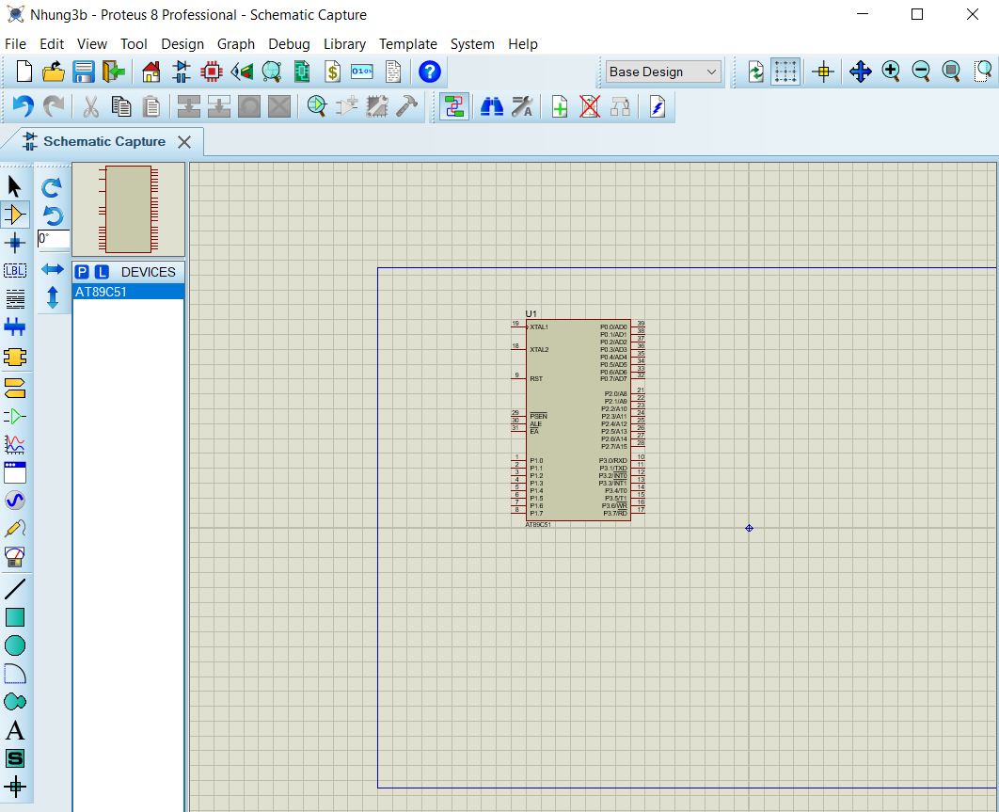 Nhung3b - Proteus 8 Professional - Schematic Capture
File Edit View Tool Design Graph Debug Library Template System Help
$ 0101 ? Base Design
Schematic Capture
0°
P L DEVICES
AT89C51
LBL
A
S
U1
19 XTAL1 P0.0/AD0 39
P0.1/AD1 38
P0.2/AD2 37
18 XTAL2 P0.3/AD3 36
P0.4/AD4 35
P0.5/AD5 34
P0.6/AD6 33
9 RST P0.7/AD7 32
P2.0/A8 21
P2.1/A9 22
P2.2/A10 23
29 PSEN P2.3/A11 24
30 ALE P2.4/A12 25
31 EA P2.5/A13 26
P2.6/A14 27
P2.7/A15 28
1 P1.0 P3.0/RXD 10
2 P1.1 P3.1/TXD 11
3 P1.2 P3.2/INT0 12
4 P1.3 P3.3/INT1 13
5 P1.4 P3.4/T0 14
6 P1.5 P3.5/T1 15
7 P1.6 P3.6/WR 16
8 P1.7 P3.7/RD 17
AT89C51